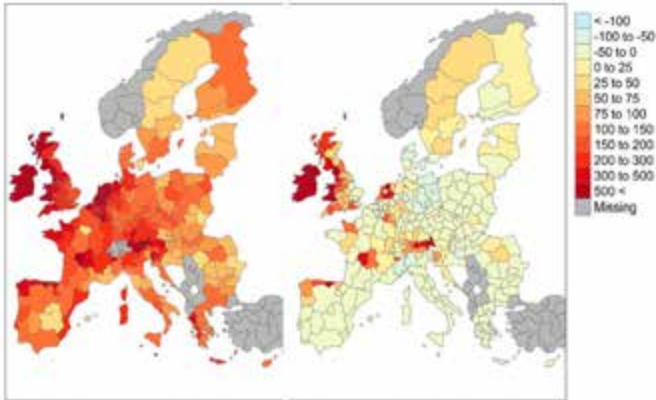 < -100
-100 to -50
-50 to 0
0 to 25
25 to 50
50 to 75
75 to 100
100 to 150
150 to 200
200 to 300
300 to 500
500 <
Missing